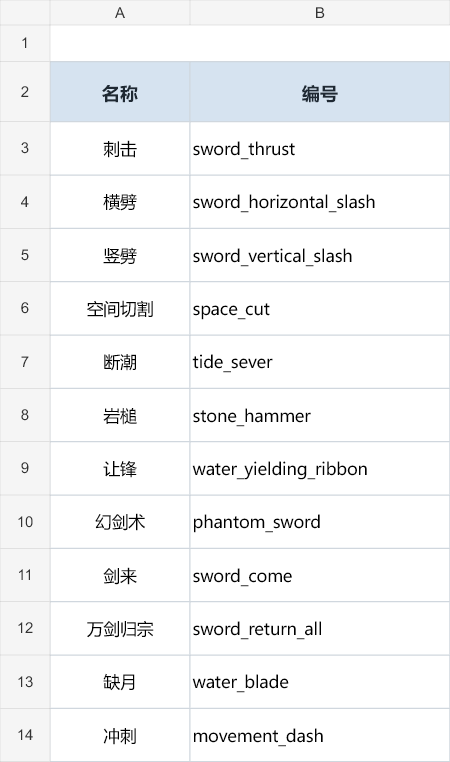 A B
1
2 名称 编号
3 刺击 sword_thrust
4 横劈 sword_horizontal_slash
5 竖劈 sword_vertical_slash
6 空间切割 space_cut
7 断潮 tide_sever
8 岩槌 stone_hammer
9 让锋 water_yielding_ribbon
10 幻剑术 phantom_sword
11 剑来 sword_come
12 万剑归宗 sword_return_all
13 缺月 water_blade
14 冲刺 movement_dash